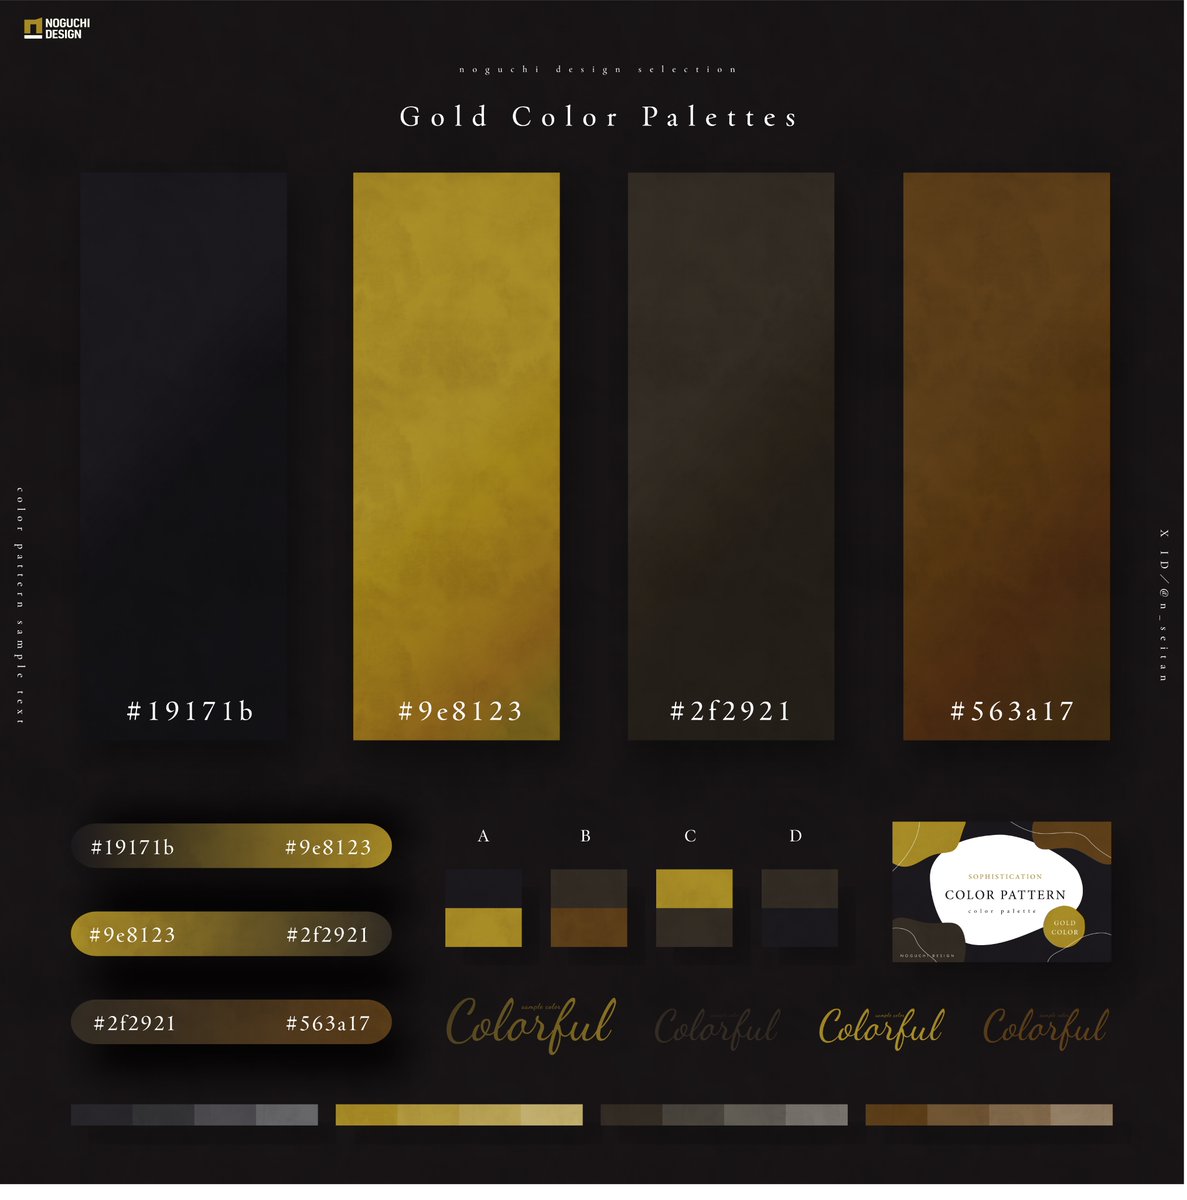 NOGUCHI
DESIGN
noguchi design selection
Gold Color Palettes
color pattern sample text
X ID/@n_seitan
#19171b
#9e8123
#2f2921
#563a17
#19171b #9e8123
#9e8123 #2f2921
#2f2921 #563a17
A B C D
SOPHISTICATION
COLOR PATTERN
color palette
GOLD
COLOR
NOGUCHI DESIGN
sample color
Colorful
sample color
Colorful
sample color
Colorful
sample color
Colorful